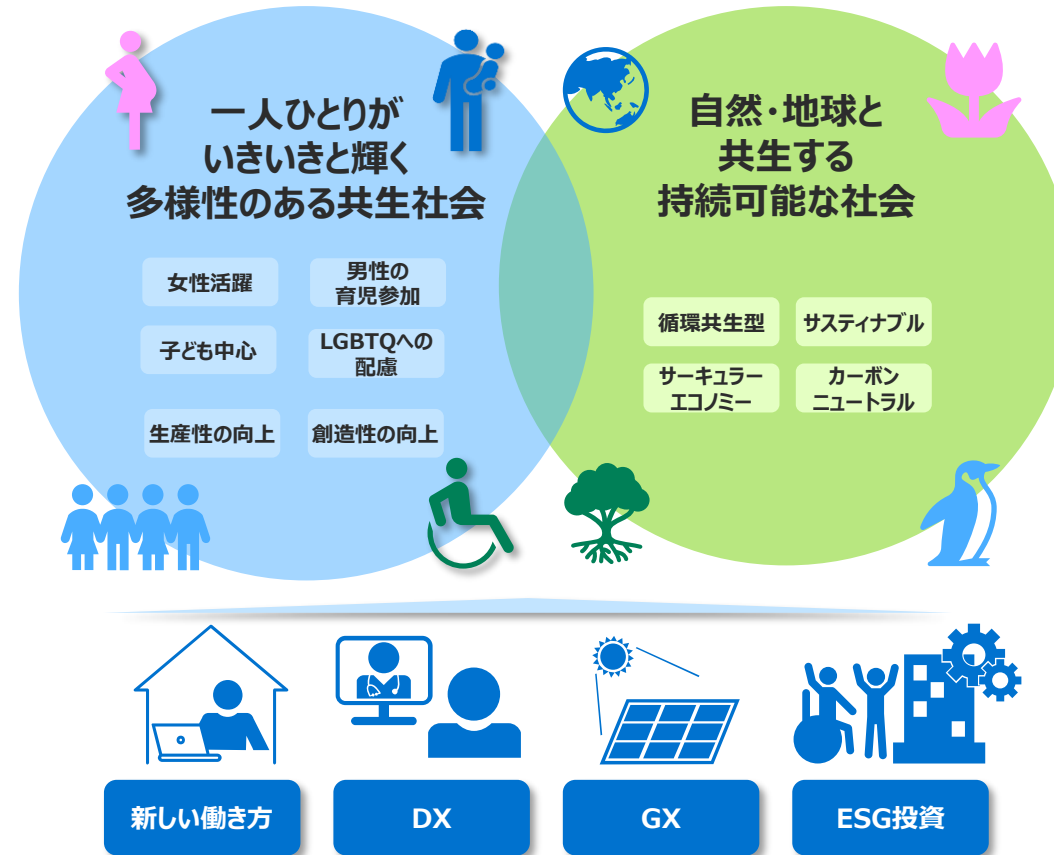 一人ひとりが
いきいきと輝く
多様性のある共生社会
女性活躍
男性の
育児参加
子ども中心
LGBTQへの
配慮
生産性の向上
創造性の向上
自然・地球と
共生する
持続可能な社会
循環共生型
サスティナブル
サーキュラー
エコノミー
カーボン
ニュートラル
新しい働き方
DX
GX
ESG投資